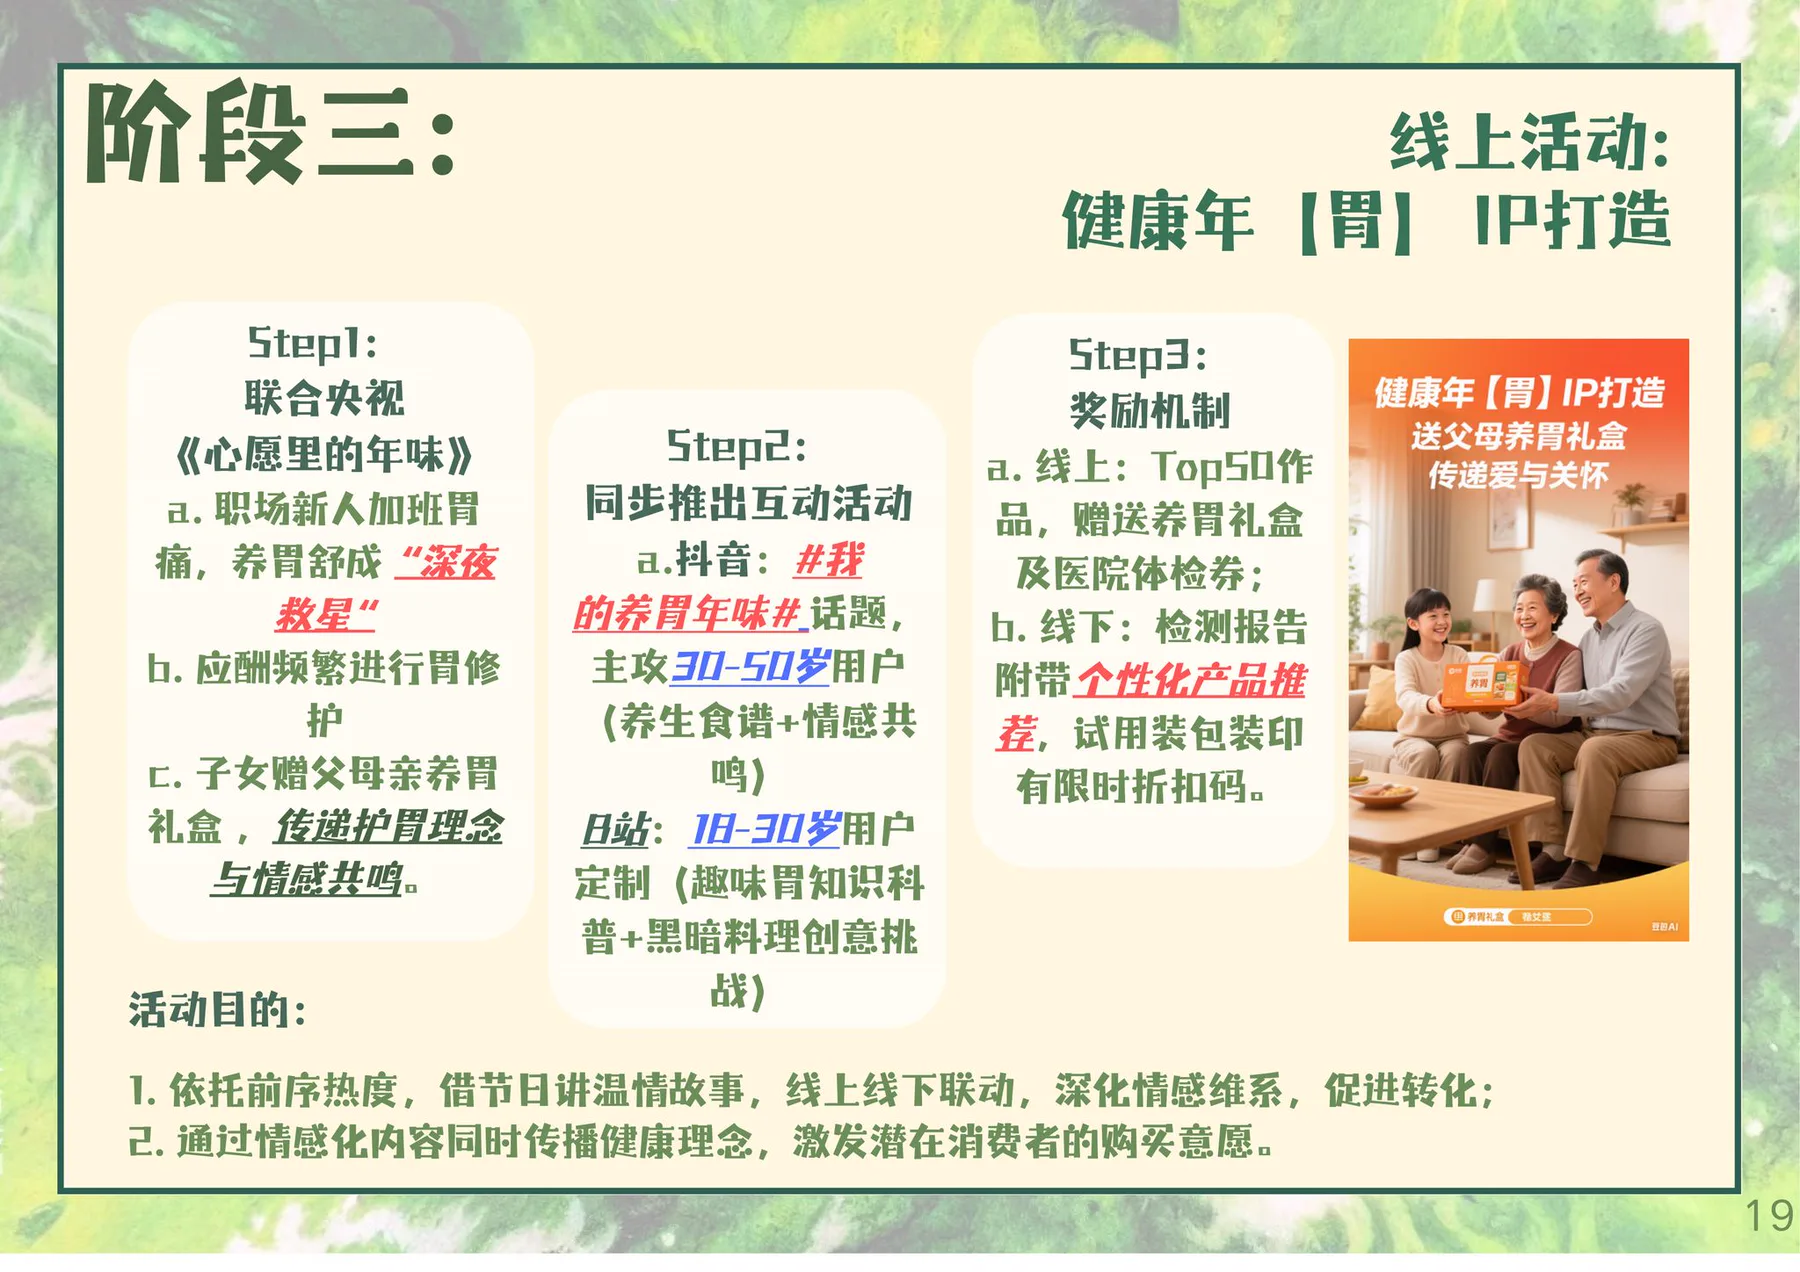 阶段三:
线上活动:
健康年【胃】 IP打造
Step1:
联合央视
《心愿里的年味》
a. 职场新人加班胃
痛，养胃舒成 “深夜
救星“
b. 应酬频繁进行胃修
护
c. 子女赠父母亲养胃
礼盒 ，传递护胃理念
与情感共鸣。
Step2:
同步推出互动活动
a.抖音：#我
的养胃年味# 话题，
主攻30-50岁用户
（养生食谱+情感共
鸣）
B站：18-30岁用户
定制（趣味胃知识科
普+黑暗料理创意挑
战）
Step3:
奖励机制
a. 线上：Top50作
品，赠送养胃礼盒
及医院体检券；
b. 线下：检测报告
附带个性化产品推
荐，试用装包装印
有限时折扣码。
健康年【胃】IP打造
送父母养胃礼盒
传递爱与关怀
养胃
养胃礼盒
豆包AI
活动目的:
1. 依托前序热度，借节日讲温情故事，线上线下联动，深化情感维系，促进转化；
2. 通过情感化内容同时传播健康理念，激发潜在消费者的购买意愿。
19